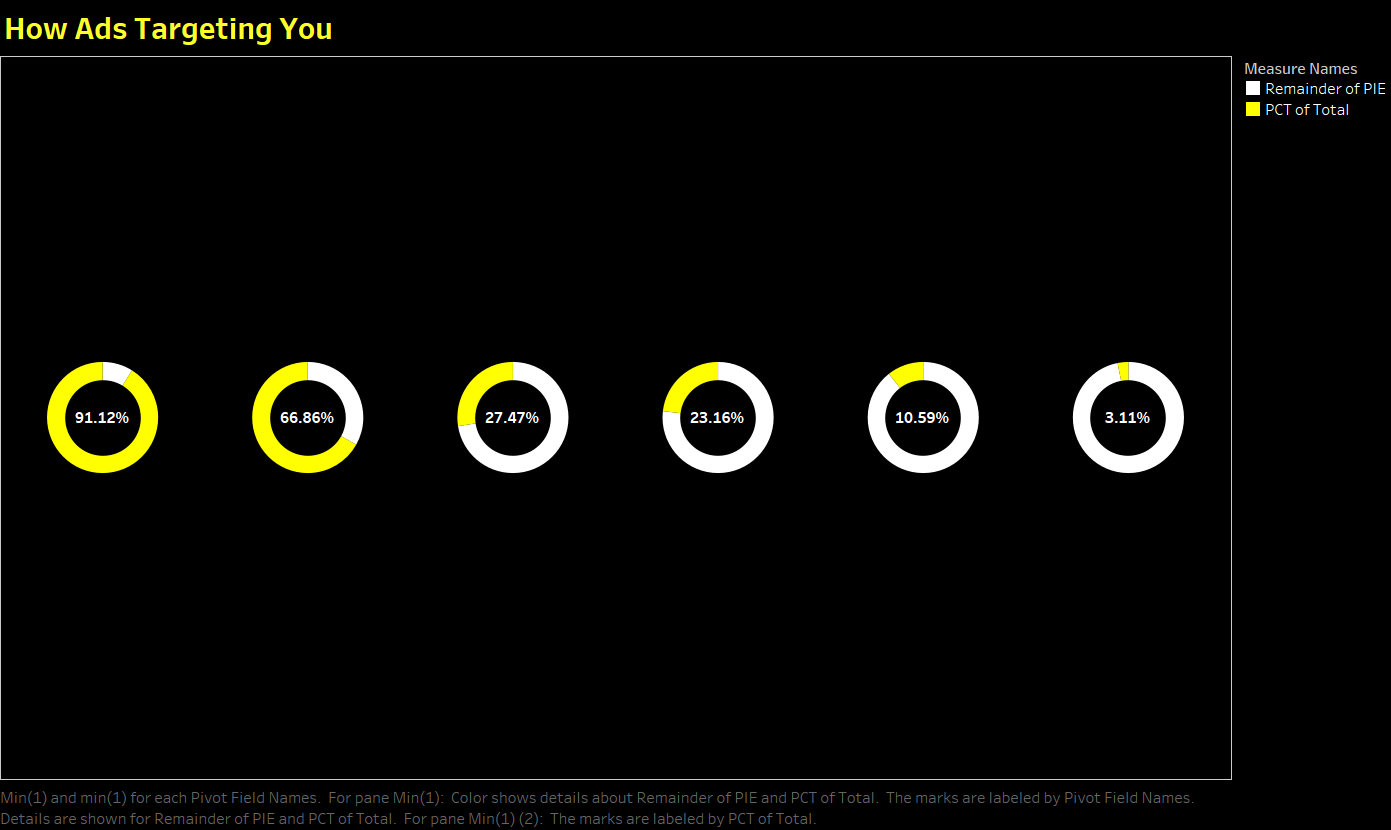 How Ads Targeting You
Measure Names
Remainder of PIE
PCT of Total
91.12%
66.86%
27.47%
23.16%
10.59%
3.11%
Min(1) and min(1) for each Pivot Field Names.  For pane Min(1):  Color shows details about Remainder of PIE and PCT of Total.  The marks are labeled by Pivot Field Names.
Details are shown for Remainder of PIE and PCT of Total.  For pane Min(1) (2):  The marks are labeled by PCT of Total.